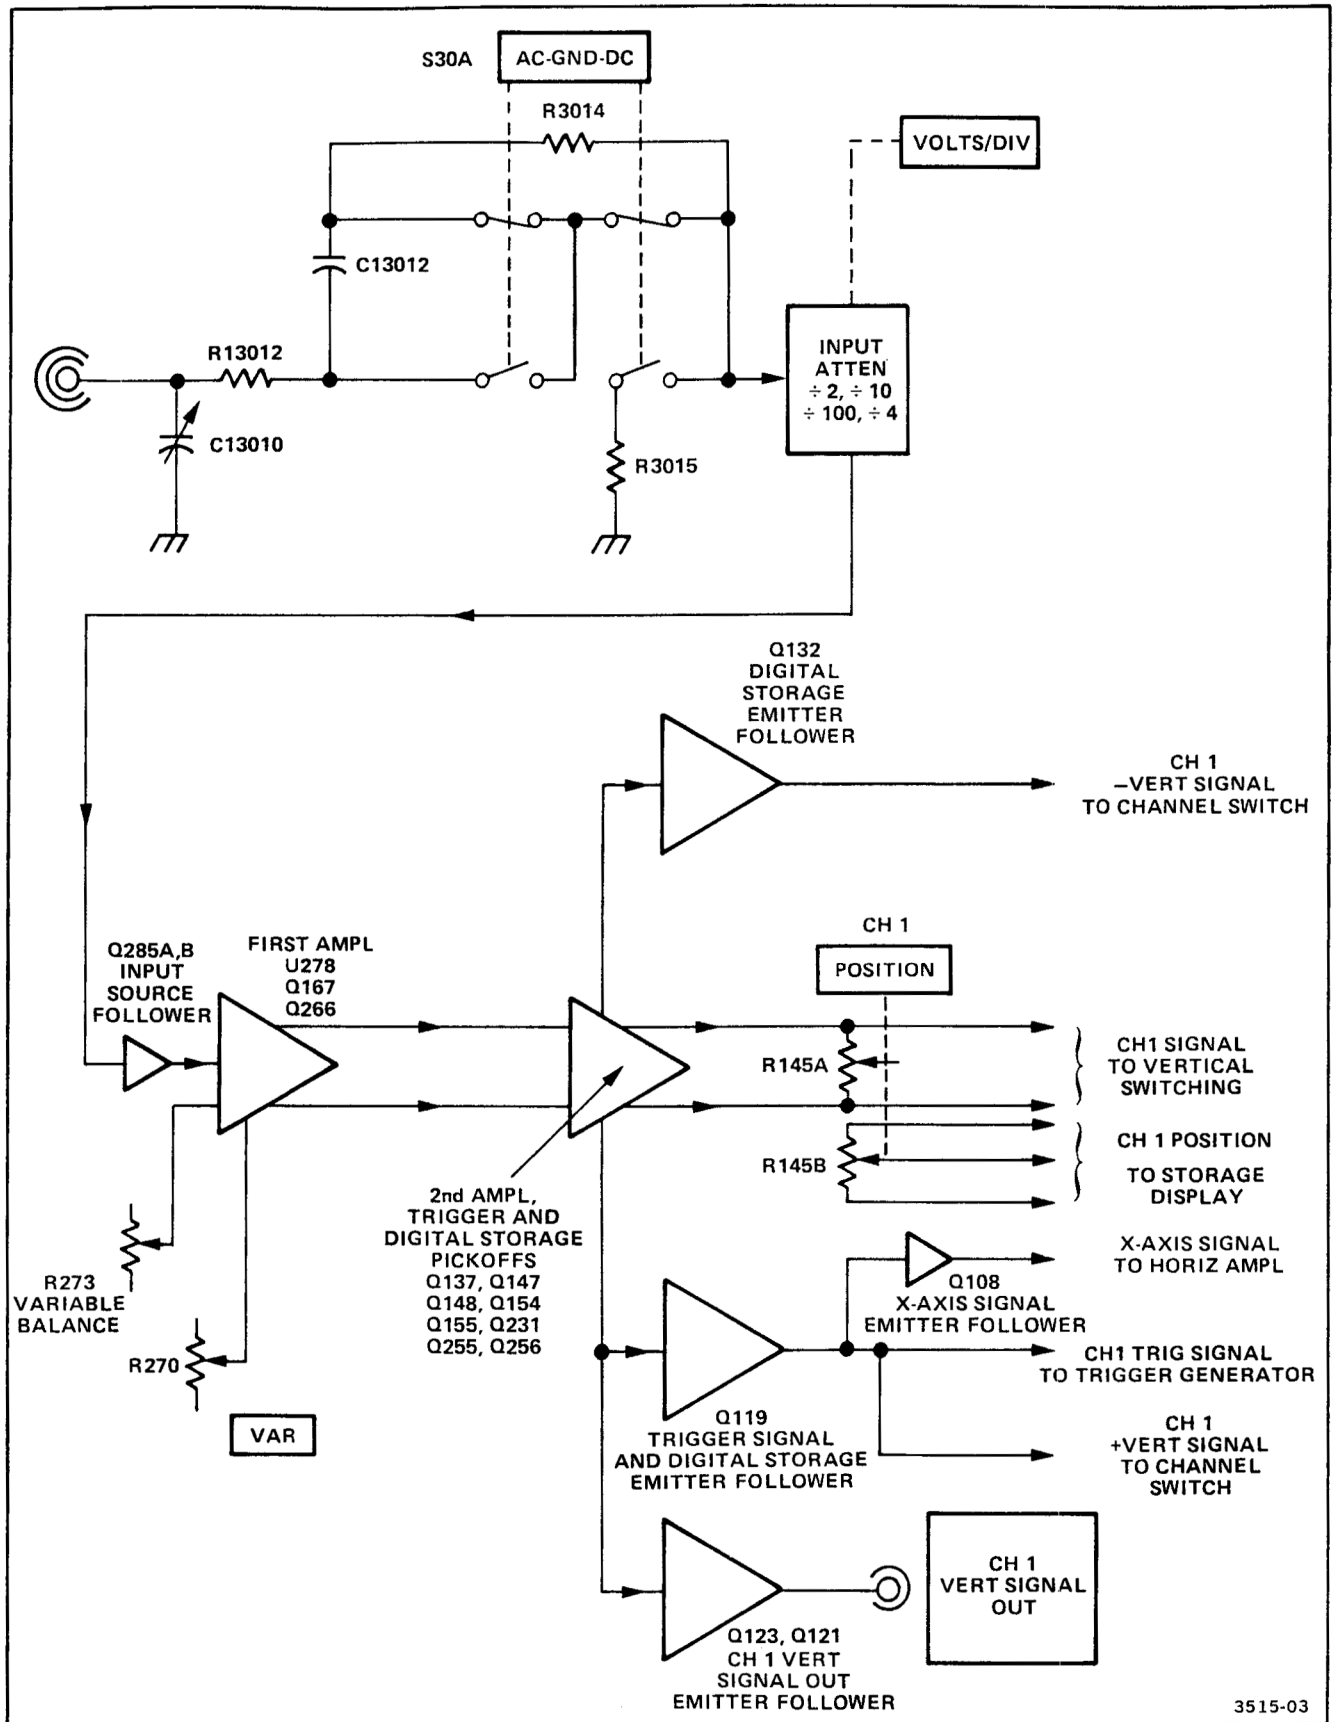 S30A
AC-GND-DC
R3014
VOLTS/DIV
C13012
R13012
INPUT
ATTEN
÷ 2, ÷ 10
÷ 100, ÷ 4
C13010
R3015
Q132
DIGITAL
STORAGE
EMITTER
FOLLOWER
CH 1
–VERT SIGNAL
TO CHANNEL SWITCH
Q285A,B
INPUT
SOURCE
FOLLOWER
FIRST AMPL
U278
Q167
Q266
CH 1
POSITION
R145A
CH1 SIGNAL
TO VERTICAL
SWITCHING
R145B
CH 1 POSITION
TO STORAGE
DISPLAY
2nd AMPL,
TRIGGER AND
DIGITAL STORAGE
PICKOFFS
Q137, Q147
Q148, Q154
Q155, Q231
Q255, Q256
R273
VARIABLE
BALANCE
R270
VAR
X-AXIS SIGNAL
TO HORIZ AMPL
Q108
X-AXIS SIGNAL
EMITTER FOLLOWER
CH1 TRIG SIGNAL
TO TRIGGER GENERATOR
Q119
TRIGGER SIGNAL
AND DIGITAL STORAGE
EMITTER FOLLOWER
CH 1
+VERT SIGNAL
TO CHANNEL
SWITCH
CH 1
VERT SIGNAL
OUT
Q123, Q121
CH 1 VERT
SIGNAL OUT
EMITTER FOLLOWER
3515-03